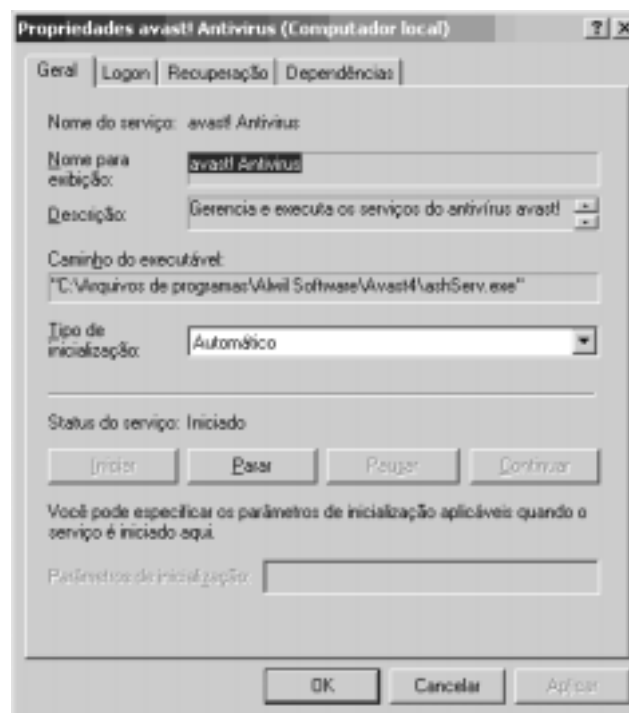 Propriedades avast! Antivirus (Computador local)
Geral Logon Recuperação Dependências
Nome do serviço: avast! Antivirus
Nome para exibição: avast! Antivirus
Descrição: Gerencia e executa os serviços do antivírus avast!
Caminho do executável:
"C:\Arquivos de programas\Alwil Software\Avast4\ashServ.exe"
Tipo de inicialização: Automático
Status do serviço: Iniciado
Iniciar Parar Pausar Continuar
Você pode especificar os parâmetros de inicialização aplicáveis quando o
serviço é iniciado aqui.
Parâmetros de inicialização:
OK Cancelar Aplicar